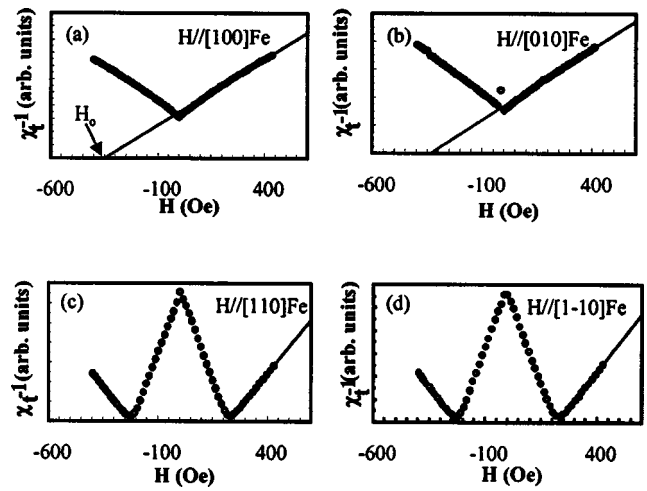 (a)
H//[100]Fe
χt-1 (arb. units)
Ho
-600 -100 400
H (Oe)
(b)
H//[010]Fe
χt-1(arb. units)
-600 -100 400
H (Oe)
(c)
H//[110]Fe
χt-1(arb. units)
-600 -100 400
H (Oe)
(d)
H//[1-10]Fe
χt-1(arb. units)
-600 -100 400
H (Oe)